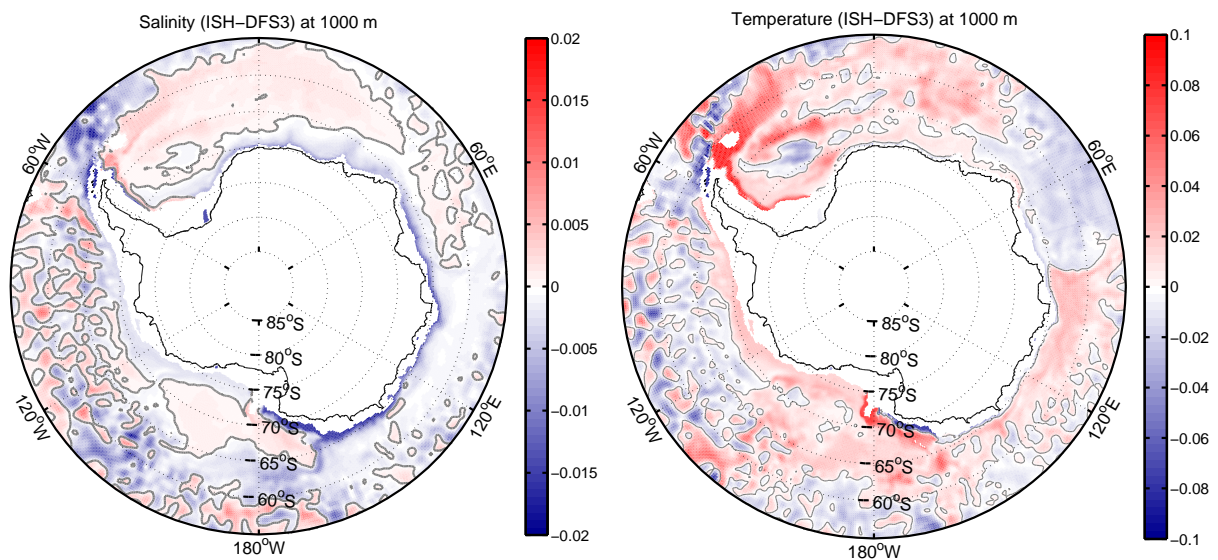 Salinity (ISH−DFS3) at 1000 m
0.02
0.015
0.01
0.005
0
−0.005
−0.01
−0.015
−0.02
60°W
60°E
120°W
120°E
180°W
85°S
80°S
75°S
70°S
65°S
60°S
Temperature (ISH−DFS3) at 1000 m
0.1
0.08
0.06
0.04
0.02
0
−0.02
−0.04
−0.06
−0.08
−0.1
60°W
60°E
120°W
120°E
180°W
85°S
80°S
75°S
70°S
65°S
60°S